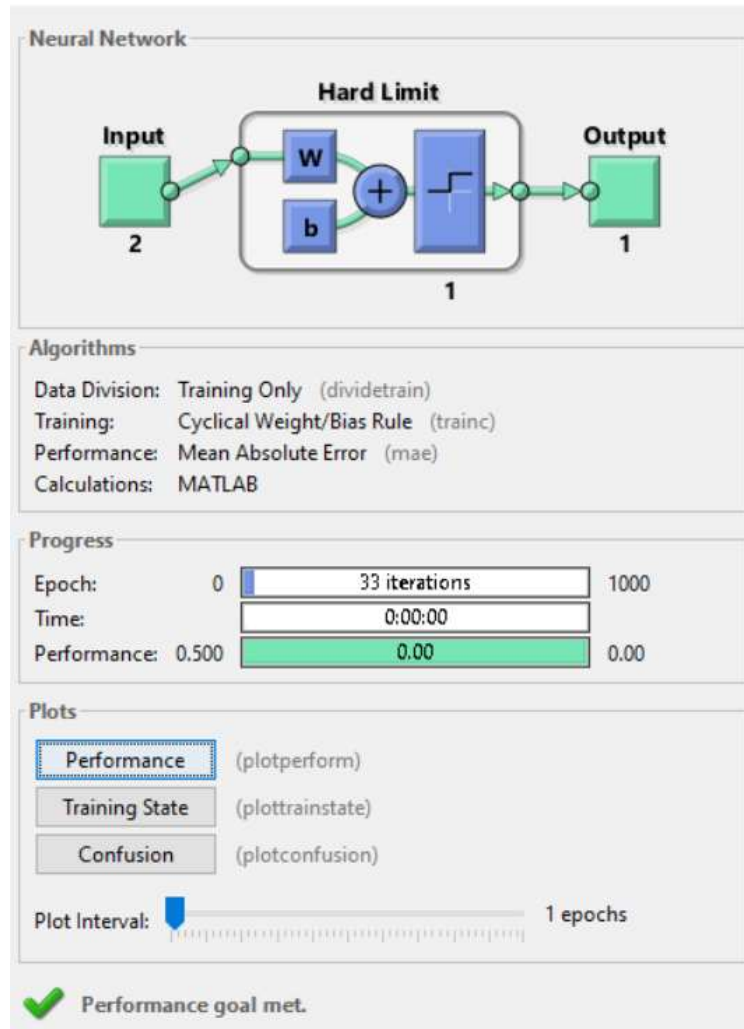 Neural Network
Hard Limit
Input
W
b
+
Output
2
1
1
Algorithms
Data Division: Training Only (dividetrain)
Training: Cyclical Weight/Bias Rule (trainc)
Performance: Mean Absolute Error (mae)
Calculations: MATLAB
Progress
Epoch: 0 33 iterations 1000
Time: 0:00:00
Performance: 0.500 0.00 0.00
Plots
Performance (plotperform)
Training State (plottrainstate)
Confusion (plotconfusion)
Plot Interval: 1 epochs
Performance goal met.